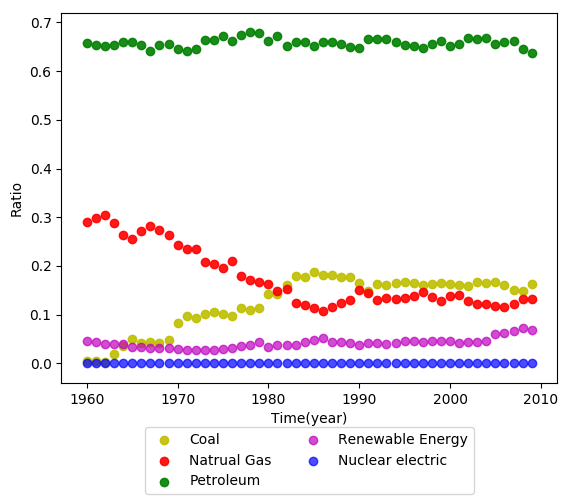 0.7
0.6
0.5
0.4
0.3
0.2
0.1
0.0
Ratio
1960 1970 1980 1990 2000 2010
Time(year)
Coal
Natrual Gas
Petroleum
Renewable Energy
Nuclear electric